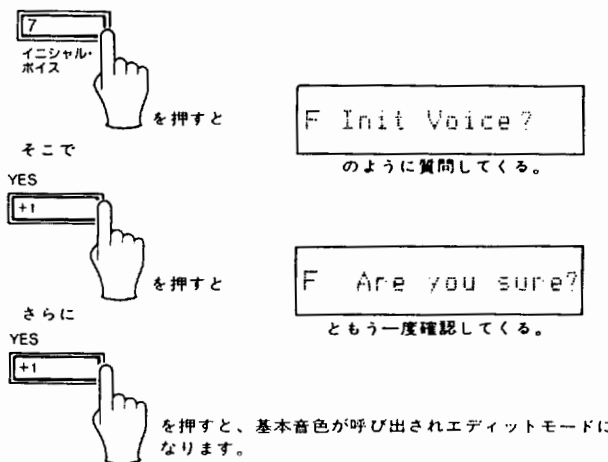 7
イニシャル・
ボイス
を押すと
F Init Voice?
のように質問してくる。
そこで
YES
+1
を押すと
F Are you sure?
ともう一度確認してくる。
さらに
YES
+1
を押すと、基本音色が呼び出されエディットモードに
なります。